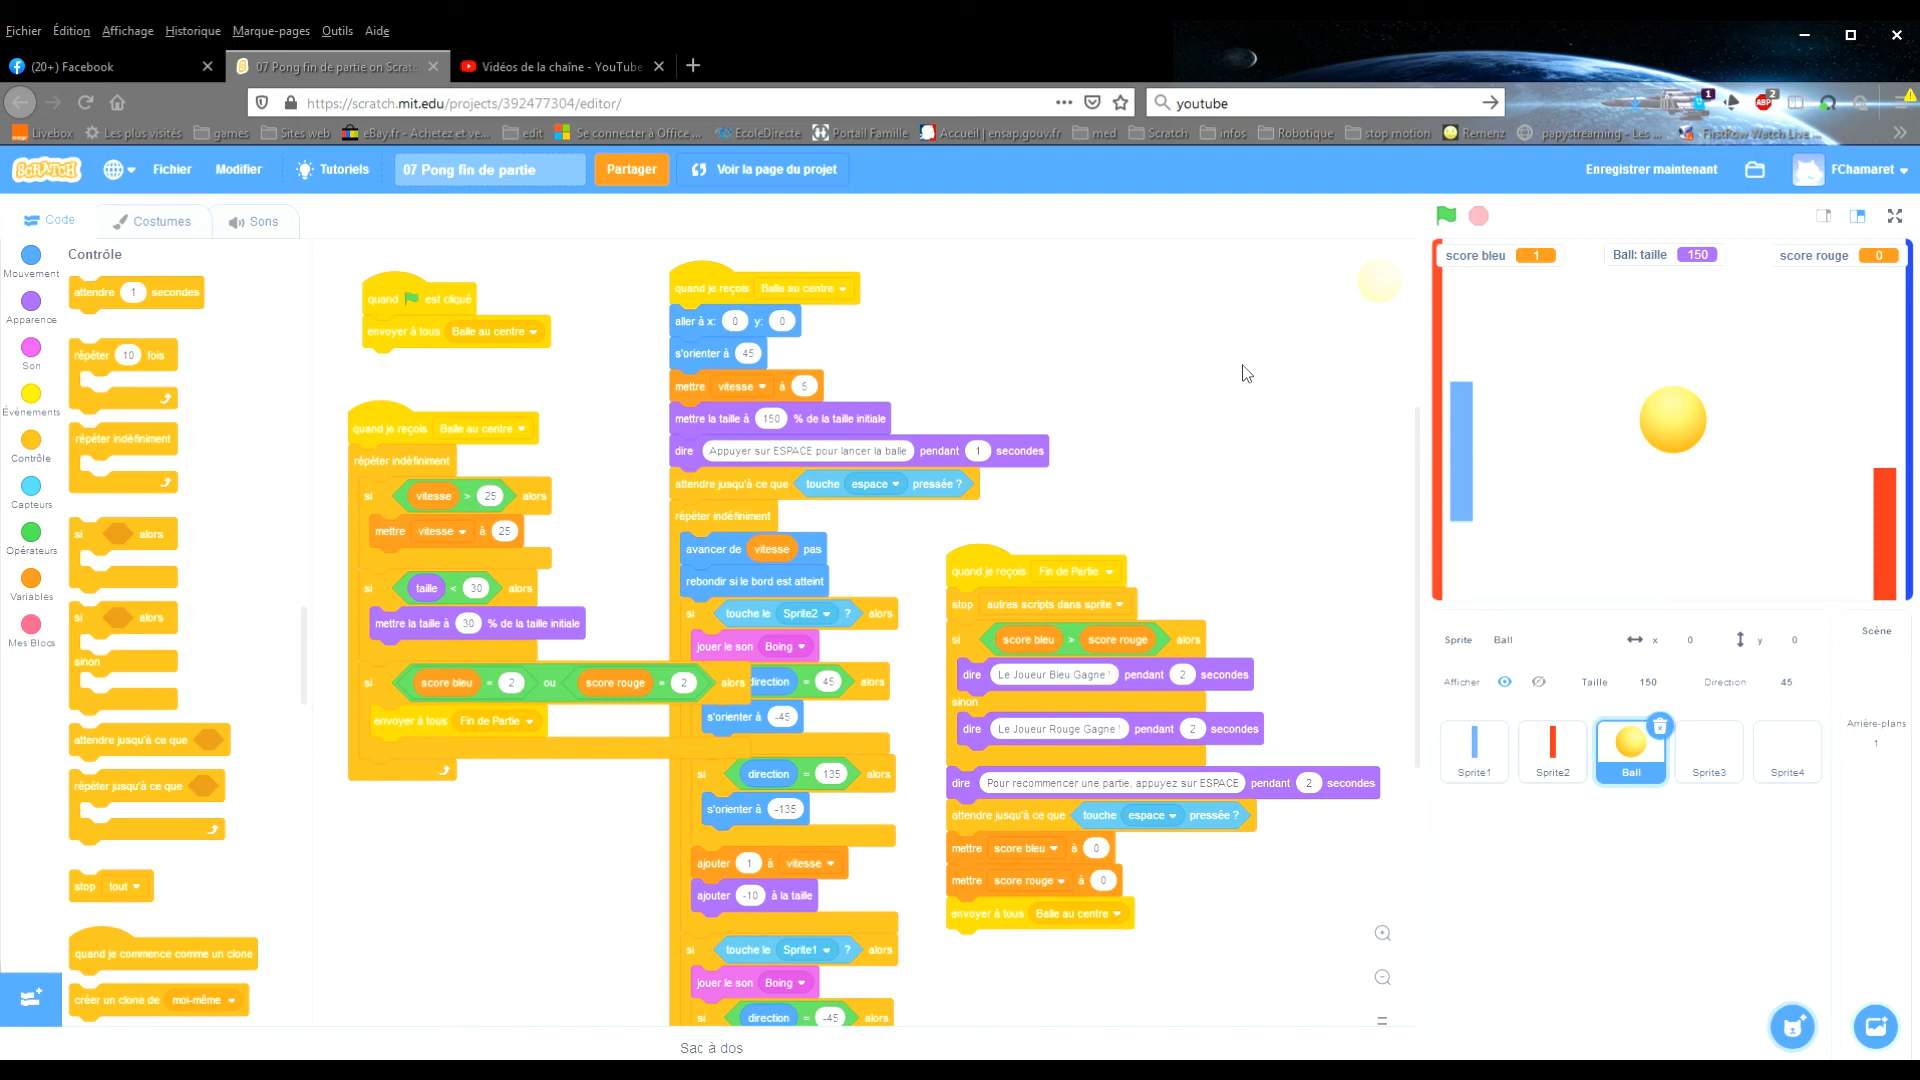 Fichier Édition Affichage Historique Marque-pages Outils Aide
(20+) Facebook
07 Pong fin de partie on Scratc
Vidéos de la chaîne - YouTube
https://scratch.mit.edu/projects/392477304/editor/
youtube
1
ABP 2
Livebox Les plus visités games Sites web eBay.fr - Achetez et ve... edit Se connecter à Office ... EcoleDirecte Portail Famille Accueil | ensap.gouv.fr med Scratch infos Robotique stop motion Remenz papystreaming - Les ... FirstRow Watch Live ...
SCRATCH Fichier Modifier Tutoriels 07 Pong fin de partie Partager Voir la page du projet Enregistrer maintenant FChamaret
Code Costumes Sons
Mouvement
Apparence
Son
Événements
Contrôle
Capteurs
Opérateurs
Variables
Mes Blocs
Contrôle
attendre 1 secondes
répéter 10 fois
répéter indéfiniment
si alors
si alors
sinon
attendre jusqu'à ce que
répéter jusqu'à ce que
stop tout
quand je commence comme un clone
créer un clone de moi-même
quand est cliqué
envoyer à tous Balle au centre
quand je reçois Balle au centre
répéter indéfiniment
si vitesse > 25 alors
mettre vitesse à 25
si taille < 30 alors
mettre la taille à 30 % de la taille initiale
si score bleu = 2 ou score rouge = 2 alors
envoyer à tous Fin de Partie
quand je reçois Balle au centre
aller à x: 0 y: 0
s'orienter à 45
mettre vitesse à 5
mettre la taille à 150 % de la taille initiale
dire Appuyer sur ESPACE pour lancer la balle pendant 1 secondes
attendre jusqu'à ce que touche espace pressée ?
répéter indéfiniment
avancer de vitesse pas
rebondir si le bord est atteint
si touche le Sprite2 ? alors
jouer le son Boing
direction = 45 alors
s'orienter à -45
si direction = 135 alors
s'orienter à -135
ajouter 1 à vitesse
ajouter -10 à la taille
si touche le Sprite1 ? alors
jouer le son Boing
si direction = -45 alors
quand je reçois Fin de Partie
stop autres scripts dans sprite
si score bleu > score rouge alors
dire Le Joueur Bleu Gagne ! pendant 2 secondes
sinon
dire Le Joueur Rouge Gagne ! pendant 2 secondes
dire Pour recommencer une partie, appuyez sur ESPACE pendant 2 secondes
attendre jusqu'à ce que touche espace pressée ?
mettre score bleu à 0
mettre score rouge à 0
envoyer à tous Balle au centre
score bleu 1
Ball: taille 150
score rouge 0
Sprite Ball x 0 y 0
Afficher Taille 150 Direction 45
Sprite1 Sprite2 Ball Sprite3 Sprite4
Scène
Arrière-plans
1
Sac à dos